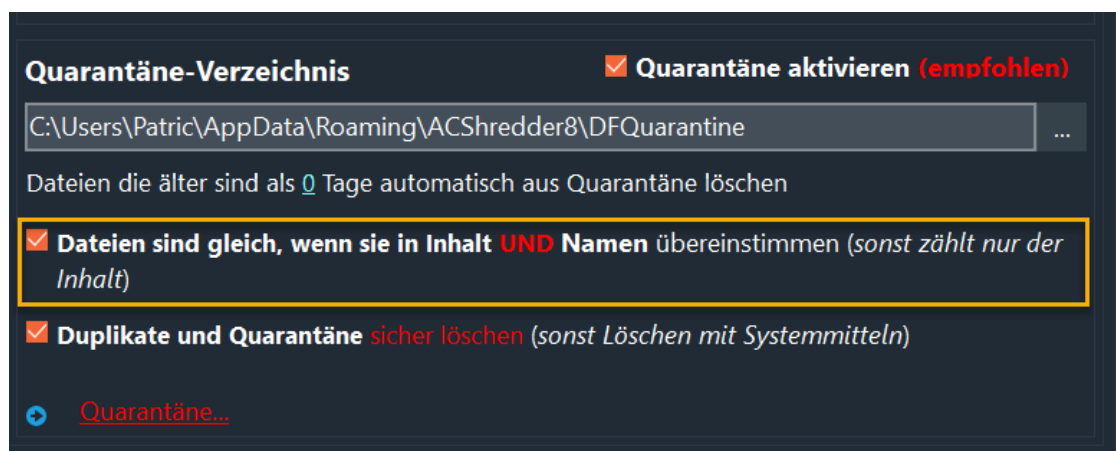 Quarantäne-Verzeichnis
Quarantäne aktivieren (empfohlen)
C:\Users\Patric\AppData\Roaming\ACShredder8\DFQuarantine
...
Dateien die älter sind als 0 Tage automatisch aus Quarantäne löschen
Dateien sind gleich, wenn sie in Inhalt UND Namen übereinstimmen (sonst zählt nur der
Inhalt)
Duplikate und Quarantäne sicher löschen (sonst Löschen mit Systemmitteln)
Quarantäne...